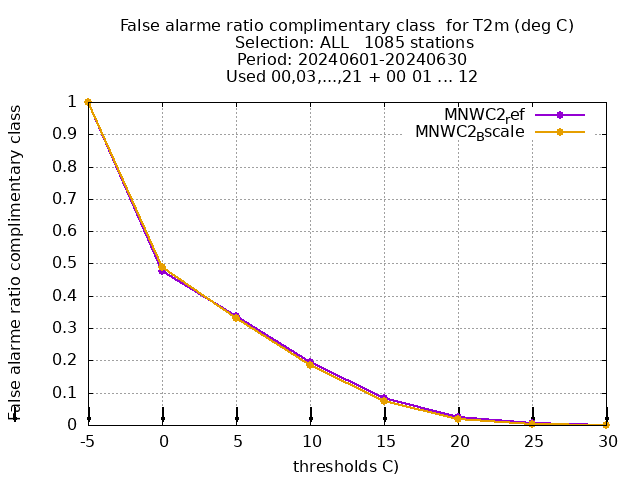 False alarme ratio complimentary class  for T2m (deg C)
Selection: ALL   1085 stations
Period: 20240601-20240630
Used 00,03,...,21 + 00 01 ... 12
MNWC2ref
MNWC2Bscale
False alarme ratio complimentary class
1
0.9
0.8
0.7
0.6
0.5
0.4
0.3
0.2
0.1
0
-5 0 5 10 15 20 25 30
thresholds C)